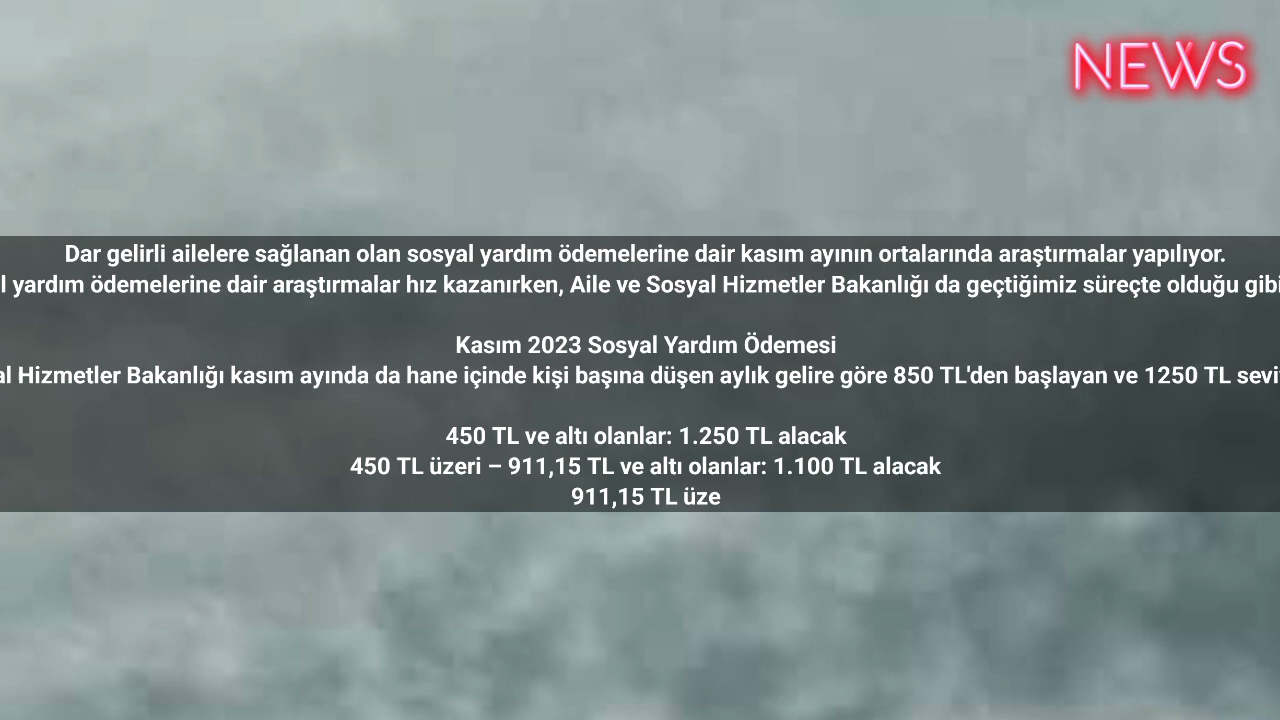 NEWS
Dar gelirli ailelere sağlanan olan sosyal yardım ödemelerine dair kasım ayının ortalarında araştırmalar yapılıyor.
l yardım ödemelerine dair araştırmalar hız kazanırken, Aile ve Sosyal Hizmetler Bakanlığı da geçtiğimiz süreçte olduğu gibi
Kasım 2023 Sosyal Yardım Ödemesi
al Hizmetler Bakanlığı kasım ayında da hane içinde kişi başına düşen aylık gelire göre 850 TL'den başlayan ve 1250 TL sevi
450 TL ve altı olanlar: 1.250 TL alacak
450 TL üzeri – 911,15 TL ve altı olanlar: 1.100 TL alacak
911,15 TL üze